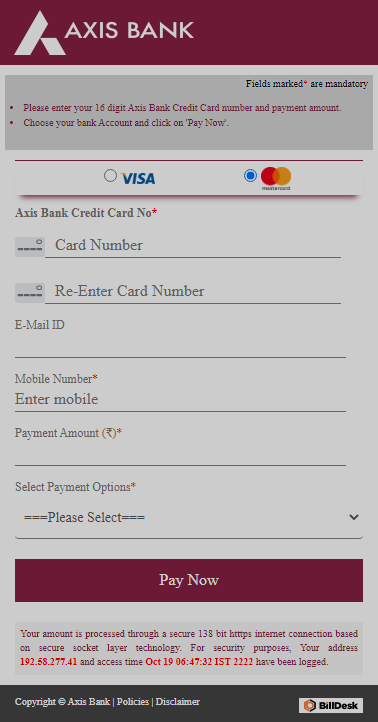 AXIS BANK
Fields marked* are mandatory
• Please enter your 16 digit Axis Bank Credit Card number and payment amount.
• Choose your bank Account and click on 'Pay Now'.
VISA mastercard
Axis Bank Credit Card No*
Card Number
Re-Enter Card Number
E-Mail ID
Mobile Number*
Enter mobile
Payment Amount (₹)*
Select Payment Options*
===Please Select===
Pay Now
Your amount is processed through a secure 138 bit htttps internet connection based
on secure socket layer technology. For security purposes, Your address
192.58.277.41 and access time Oct 19 06:47:32 IST 2222 have been logged.
Copyright © Axis Bank | Policies | Disclaimer BillDesk